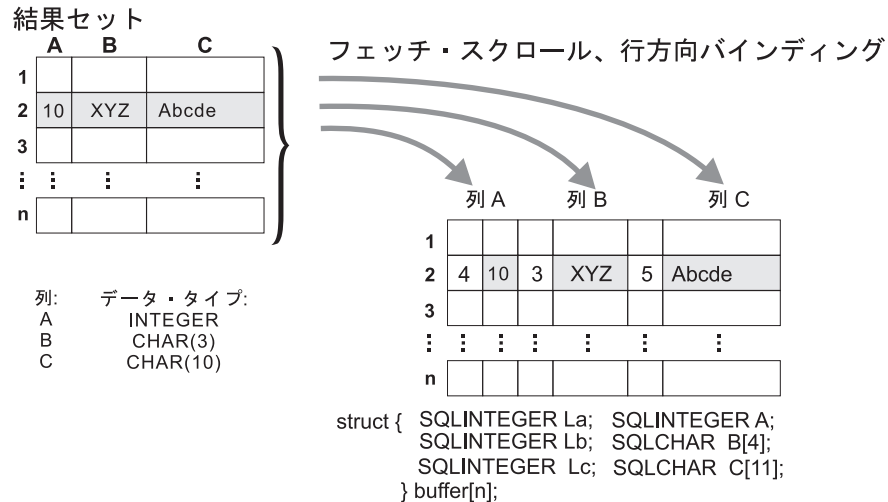 結果セット
A B C
1
2 10 XYZ Abcde
3
n
列: データ・タイプ:
A INTEGER
B CHAR(3)
C CHAR(10)
フェッチ・スクロール、行方向バインディング
列 A 列 B 列 C
1
2 4 10 3 XYZ 5 Abcde
3
n
struct { SQLINTEGER La; SQLINTEGER A;
SQLINTEGER Lb; SQLCHAR B[4];
SQLINTEGER Lc; SQLCHAR C[11];
} buffer[n];